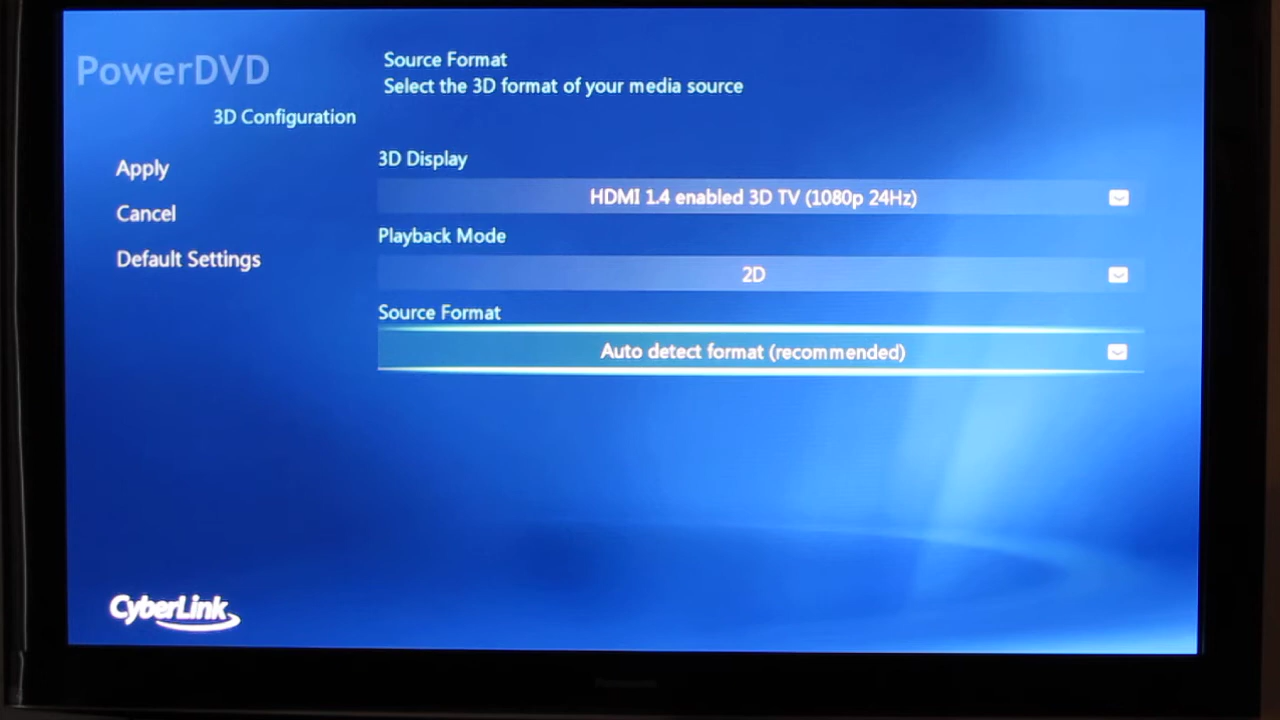 PowerDVD
3D Configuration
Apply
Cancel
Default Settings
Source Format
Select the 3D format of your media source
3D Display
HDMI 1.4 enabled 3D TV (1080p 24Hz)
Playback Mode
2D
Source Format
Auto detect format (recommended)
CyberLink